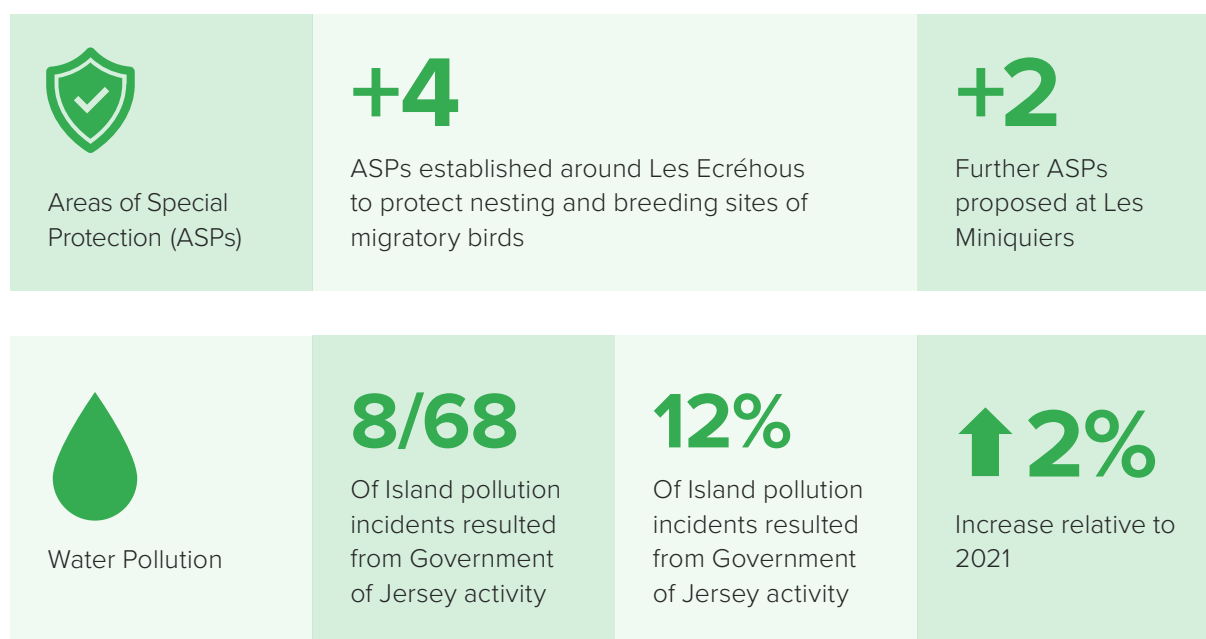 Areas of Special
Protection (ASPs)
+4
ASPs established around Les Ecréhous
to protect nesting and breeding sites of
migratory birds
+2
Further ASPs
proposed at Les
Miniquiers
Water Pollution
8/68
Of Island pollution
incidents resulted
from Government
of Jersey activity
12%
Of Island pollution
incidents resulted
from Government
of Jersey activity
2%
Increase relative to
2021